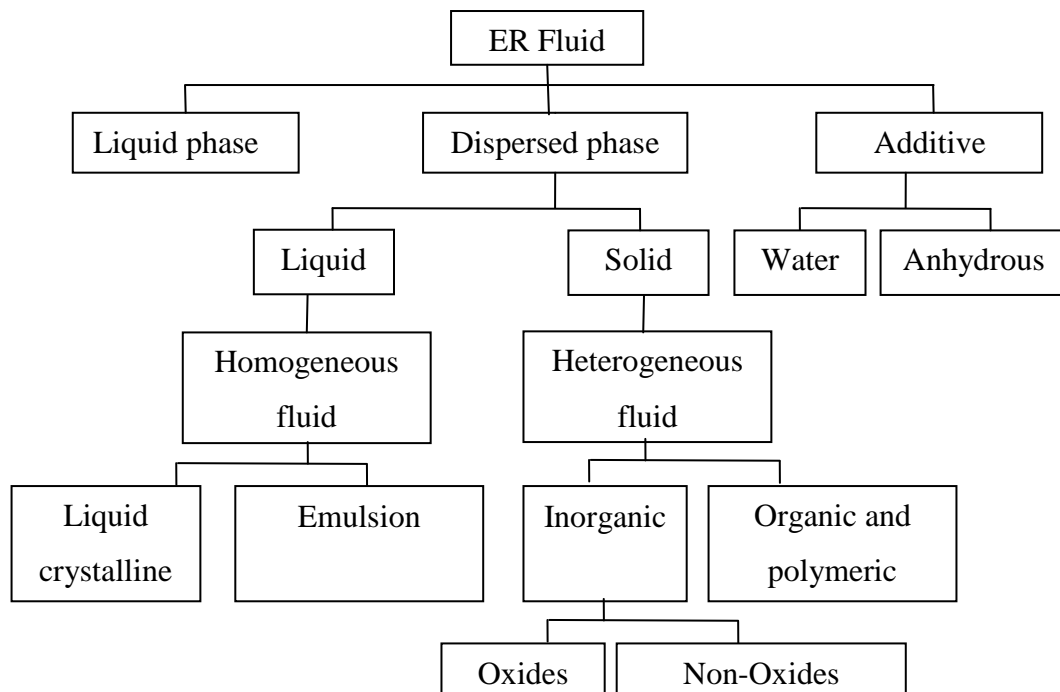 ER Fluid
Liquid phase
Dispersed phase
Additive
Liquid
Solid
Water
Anhydrous
Homogeneous
fluid
Heterogeneous
fluid
Liquid
crystalline
Emulsion
Inorganic
Organic and
polymeric
Oxides
Non-Oxides